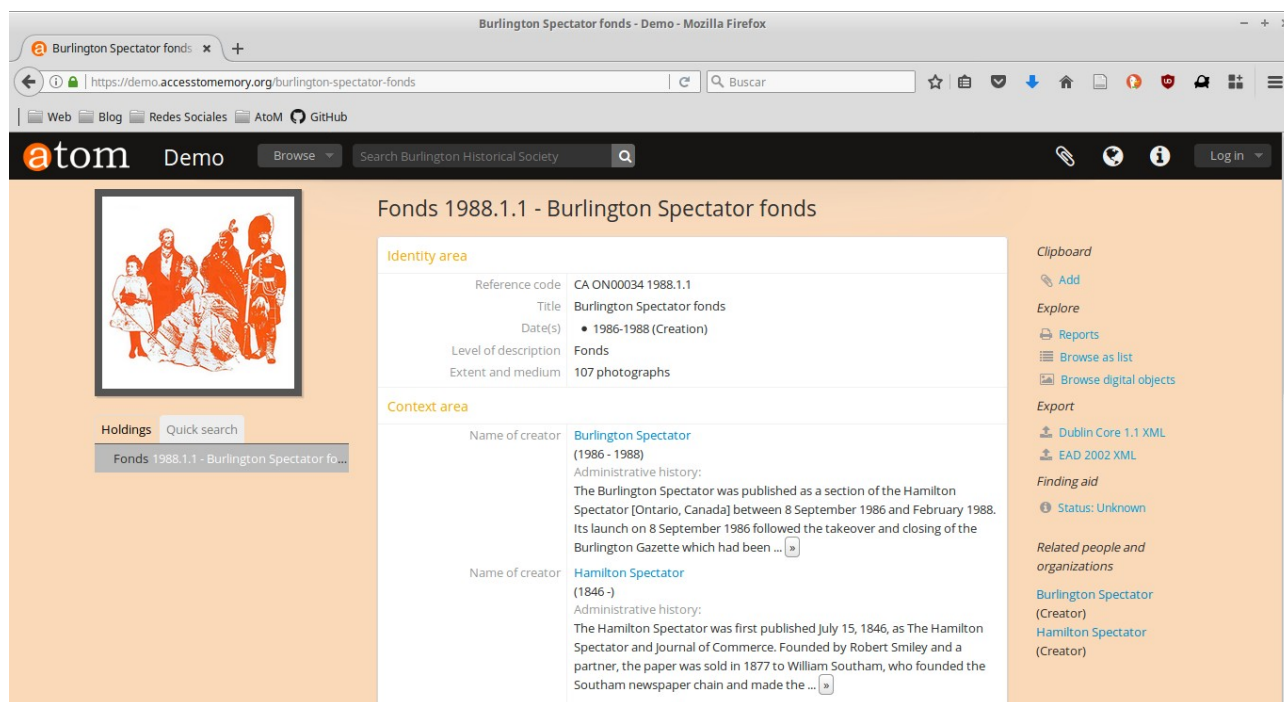 Burlington Spectator fonds - Demo - Mozilla Firefox
Burlington Spectator fonds
https://demo.accesstomemory.org/burlington-spectator-fonds
Buscar
Web Blog Redes Sociales AtoM GitHub
atom Demo Browse Search Burlington Historical Society Log in
Fonds 1988.1.1 - Burlington Spectator fonds
Identity area
Reference code CA ON00034 1988.1.1
Title Burlington Spectator fonds
Date(s) • 1986-1988 (Creation)
Level of description Fonds
Extent and medium 107 photographs
Context area
Name of creator Burlington Spectator
(1986 - 1988)
Administrative history:
The Burlington Spectator was published as a section of the Hamilton
Spectator [Ontario, Canada] between 8 September 1986 and February 1988.
Its launch on 8 September 1986 followed the takeover and closing of the
Burlington Gazette which had been ... »
Name of creator Hamilton Spectator
(1846 -)
Administrative history:
The Hamilton Spectator was first published July 15, 1846, as The Hamilton
Spectator and Journal of Commerce. Founded by Robert Smiley and a
partner, the paper was sold in 1877 to William Southam, who founded the
Southam newspaper chain and made the ... »
Holdings Quick search
Fonds 1988.1.1 - Burlington Spectator fo...
Clipboard
Add
Explore
Reports
Browse as list
Browse digital objects
Export
Dublin Core 1.1 XML
EAD 2002 XML
Finding aid
Status: Unknown
Related people and
organizations
Burlington Spectator
(Creator)
Hamilton Spectator
(Creator)